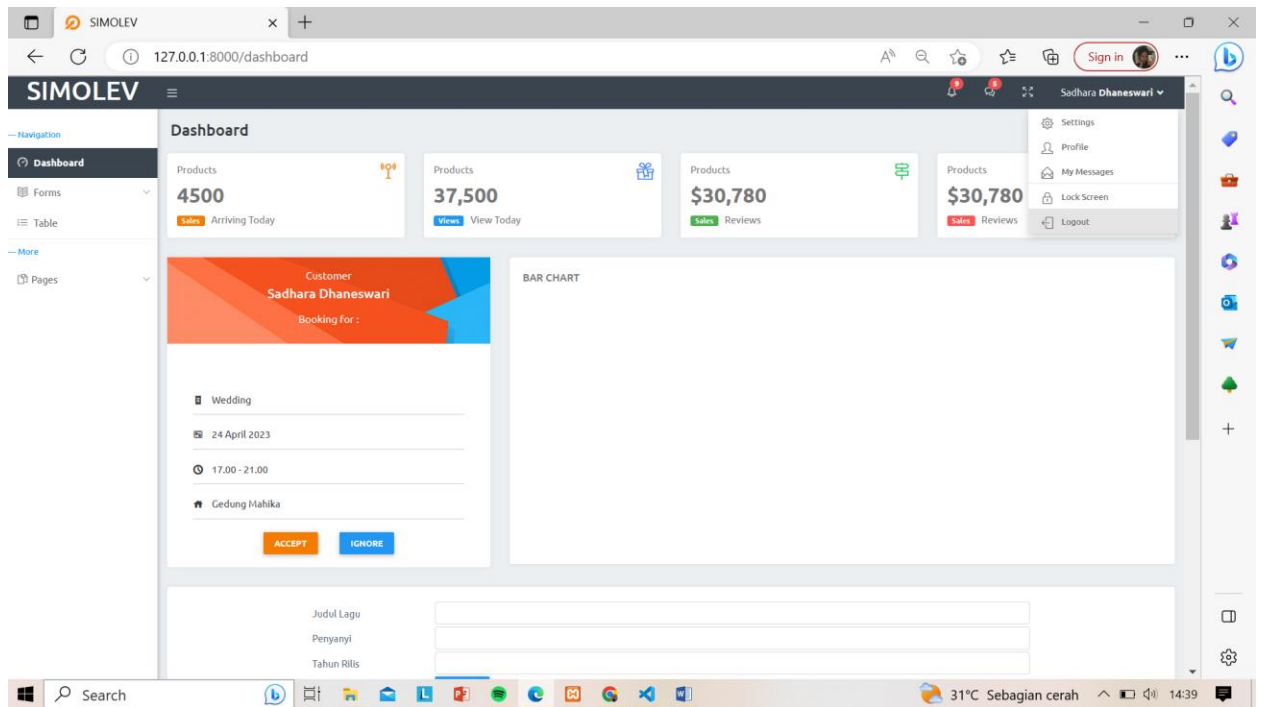 SIMOLEV
127.0.0.1:8000/dashboard
Sign in
SIMOLEV
Sadhara Dhaneswari
Navigation
Dashboard
Forms
Table
More
Pages
Dashboard
Settings
Profile
My Messages
Lock Screen
Logout
Products
4500
Sales Arriving Today
Products
37,500
Views View Today
Products
$30,780
Sales Reviews
Products
$30,780
Sales Reviews
Customer
Sadhara Dhaneswari
Booking for :
Wedding
24 April 2023
17.00 - 21.00
Gedung Mahika
ACCEPT IGNORE
BAR CHART
Judul Lagu
Penyanyi
Tahun Rilis
Search
31°C Sebagian cerah
14:39